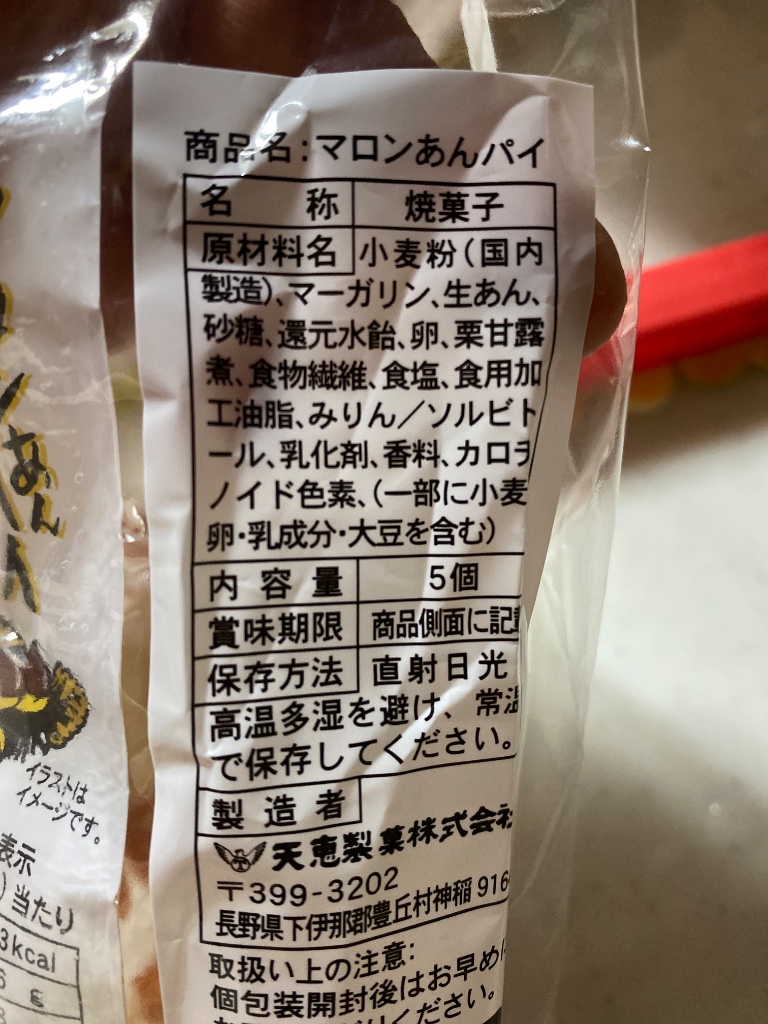 商品名:マロンあんパイ
名称 焼菓子
原材料名 小麦粉(国内
製造)、マーガリン、生あん、
砂糖、還元水飴、卵、栗甘露
煮、食物繊維、食塩、食用加
工油脂、みりん/ソルビト
ール、乳化剤、香料、カロチ
ノイド色素、(一部に小麦
卵・乳成分・大豆を含む)
内容量 5個
賞味期限 商品側面に記載
保存方法 直射日光
高温多湿を避け、常温
で保存してください。
製造者
天恵製菓株式会社
〒399-3202
長野県下伊那郡豊丘村神稲916
取扱い上の注意:
個包装開封後はお早めに
ください。
あん
イラストは
イメージです。
表示
)当たり
3kcal
g